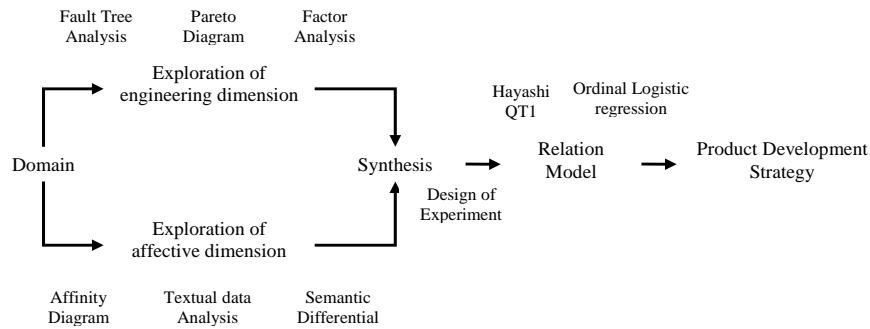 Fault Tree
Analysis
Pareto
Diagram
Factor
Analysis
Exploration of
engineering dimension
Hayashi
QT1
Ordinal Logistic
regression
Domain
Synthesis
Relation
Model
Product Development
Strategy
Design of
Experiment
Exploration of
affective dimension
Affinity
Diagram
Textual data
Analysis
Semantic
Differential